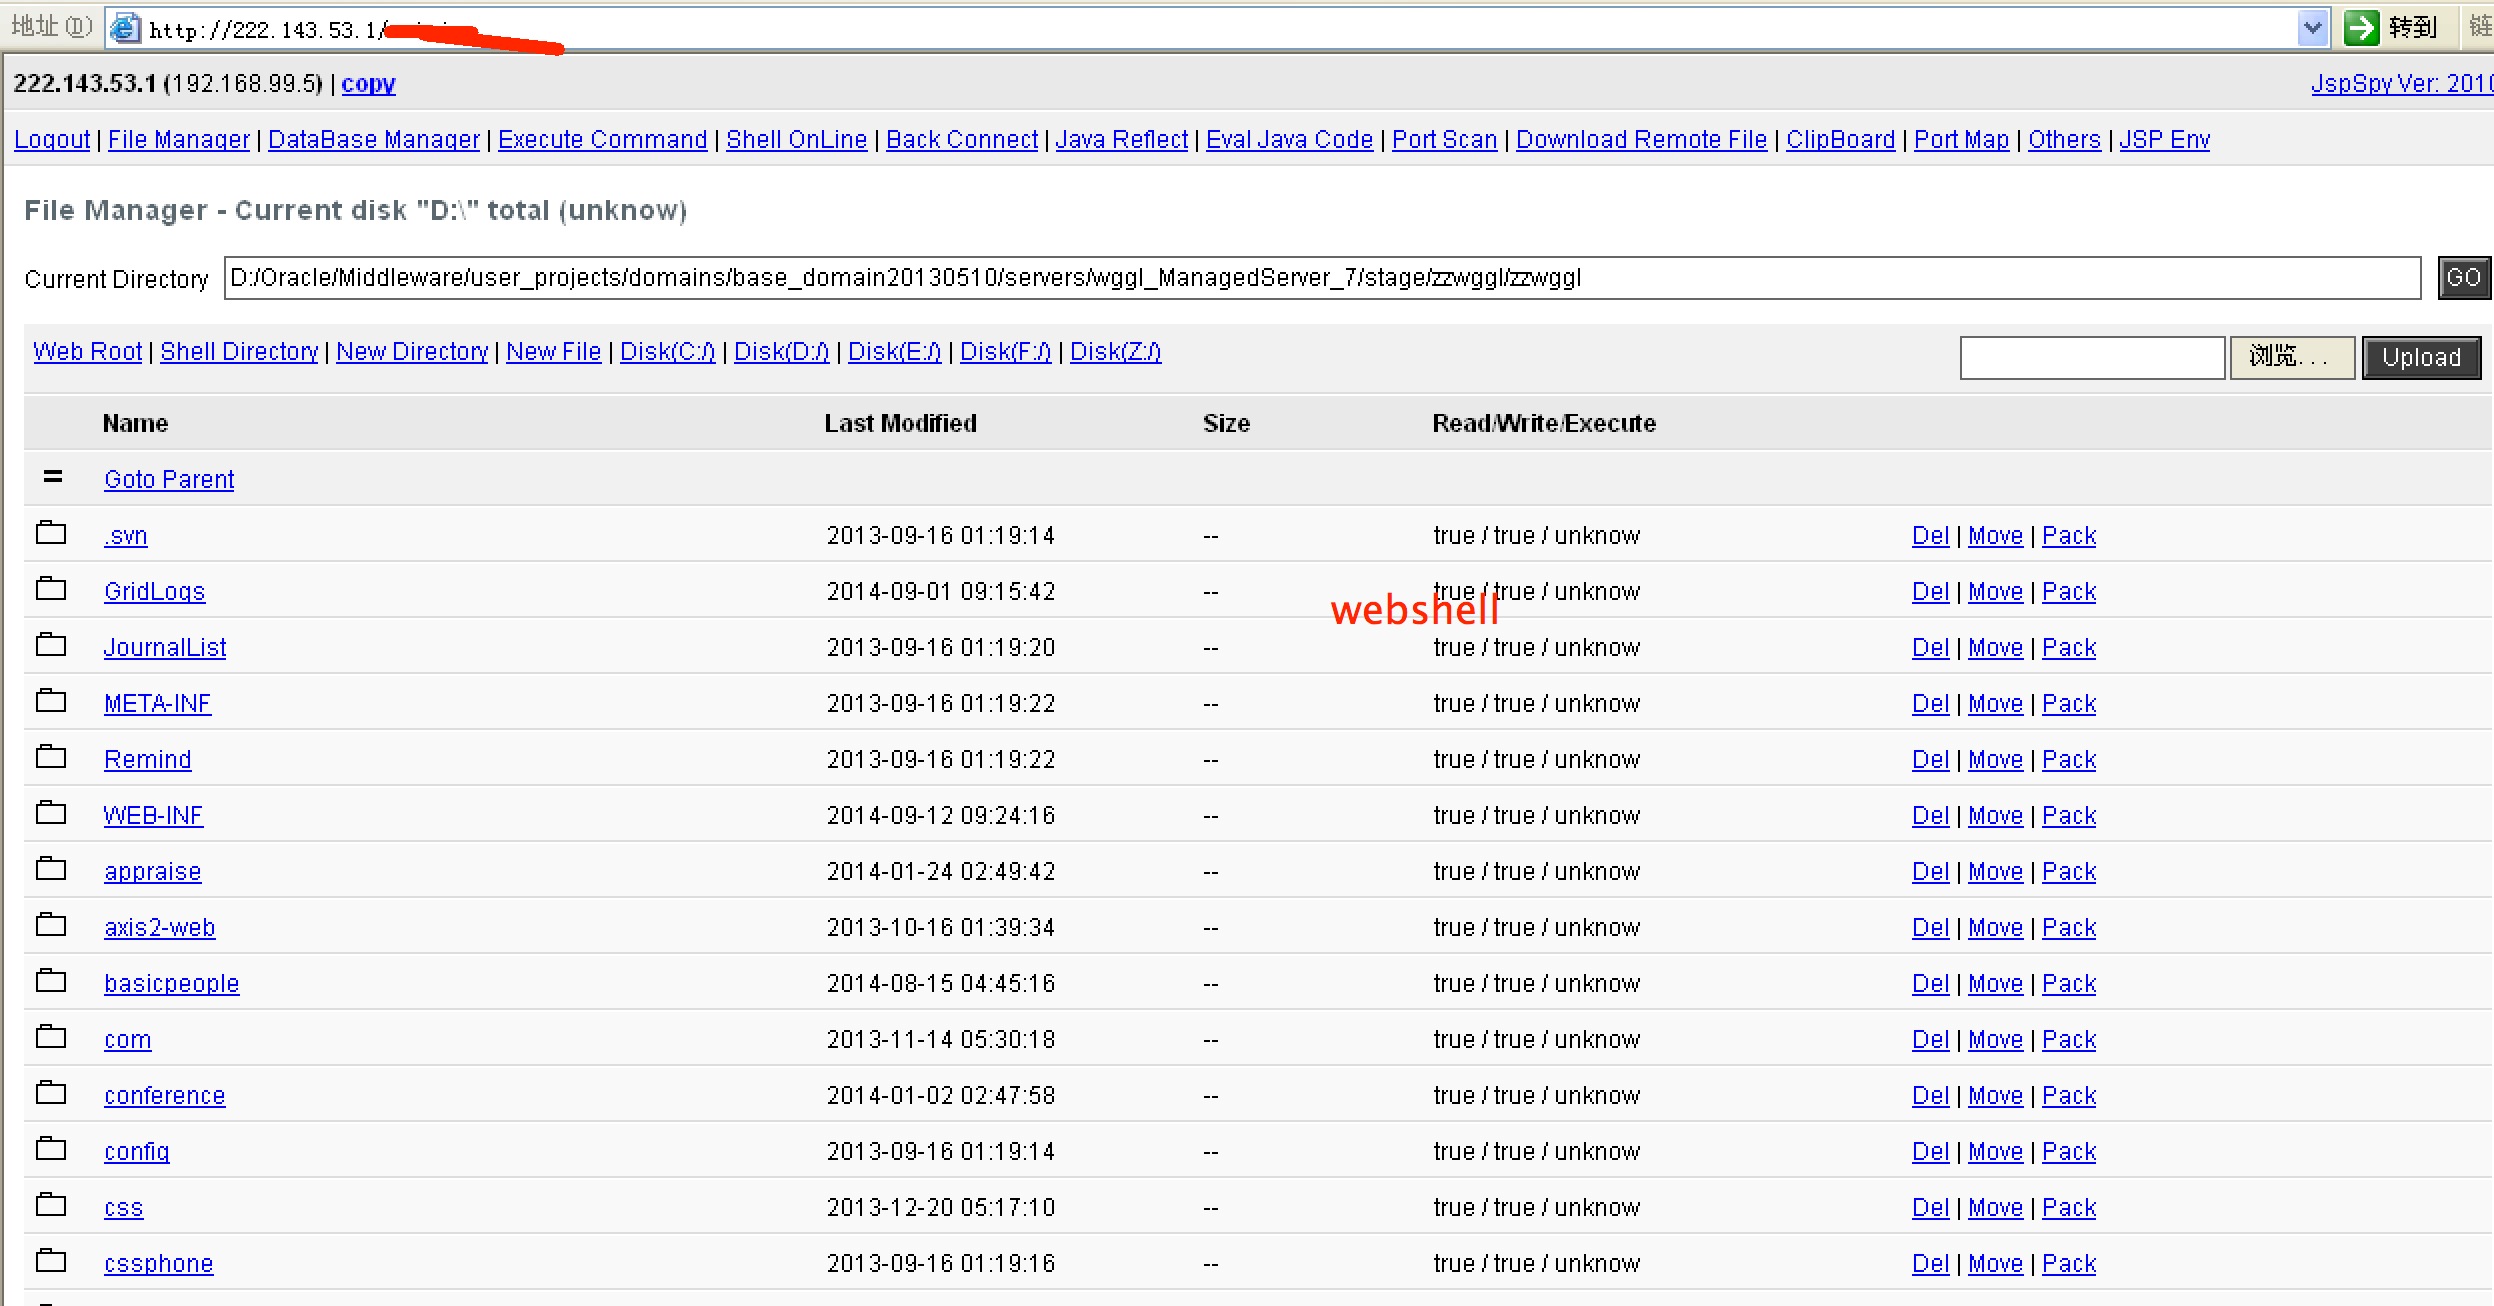 地址(D) http://222.143.53.1/ 转到
222.143.53.1 (192.168.99.5) | copy JspSpy Ver: 2010
Logout | File Manager | DataBase Manager | Execute Command | Shell OnLine | Back Connect | Java Reflect | Eval Java Code | Port Scan | Download Remote File | ClipBoard | Port Map | Others | JSP Env
File Manager - Current disk "D:\" total (unknow)
Current Directory D:/Oracle/Middleware/user_projects/domains/base_domain20130510/servers/wggl_ManagedServer_7/stage/zzwggl/zzwggl GO
Web Root | Shell Directory | New Directory | New File | Disk(C:/) | Disk(D:/) | Disk(E:/) | Disk(F:/) | Disk(Z:/) 浏览... Upload
Name Last Modified Size Read/Write/Execute
= Goto Parent
.svn 2013-09-16 01:19:14 -- true / true / unknow Del | Move | Pack
GridLogs 2014-09-01 09:15:42 -- true / true / unknow Del | Move | Pack
webshell
JournalList 2013-09-16 01:19:20 -- true / true / unknow Del | Move | Pack
META-INF 2013-09-16 01:19:22 -- true / true / unknow Del | Move | Pack
Remind 2013-09-16 01:19:22 -- true / true / unknow Del | Move | Pack
WEB-INF 2014-09-12 09:24:16 -- true / true / unknow Del | Move | Pack
appraise 2014-01-24 02:49:42 -- true / true / unknow Del | Move | Pack
axis2-web 2013-10-16 01:39:34 -- true / true / unknow Del | Move | Pack
basicpeople 2014-08-15 04:45:16 -- true / true / unknow Del | Move | Pack
com 2013-11-14 05:30:18 -- true / true / unknow Del | Move | Pack
conference 2014-01-02 02:47:58 -- true / true / unknow Del | Move | Pack
config 2013-09-16 01:19:14 -- true / true / unknow Del | Move | Pack
css 2013-12-20 05:17:10 -- true / true / unknow Del | Move | Pack
cssphone 2013-09-16 01:19:16 -- true / true / unknow Del | Move | Pack